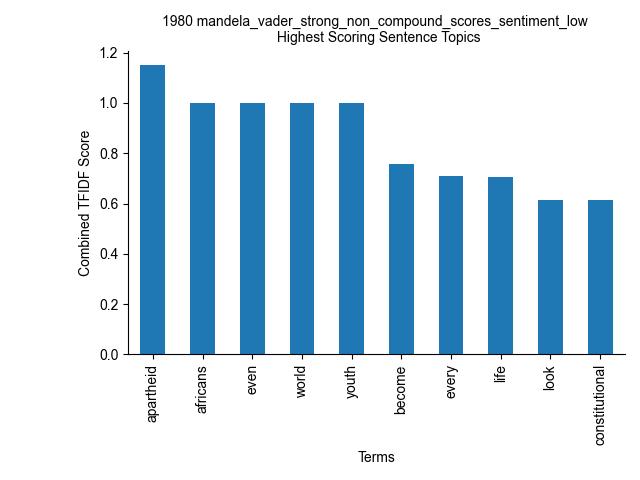 1980 mandela_vader_strong_non_compound_scores_sentiment_low
Highest Scoring Sentence Topics
Combined TFIDF Score
1.2
1.0
0.8
0.6
0.4
0.2
0.0
apartheid
africans
even
world
youth
become
every
life
look
constitutional
Terms